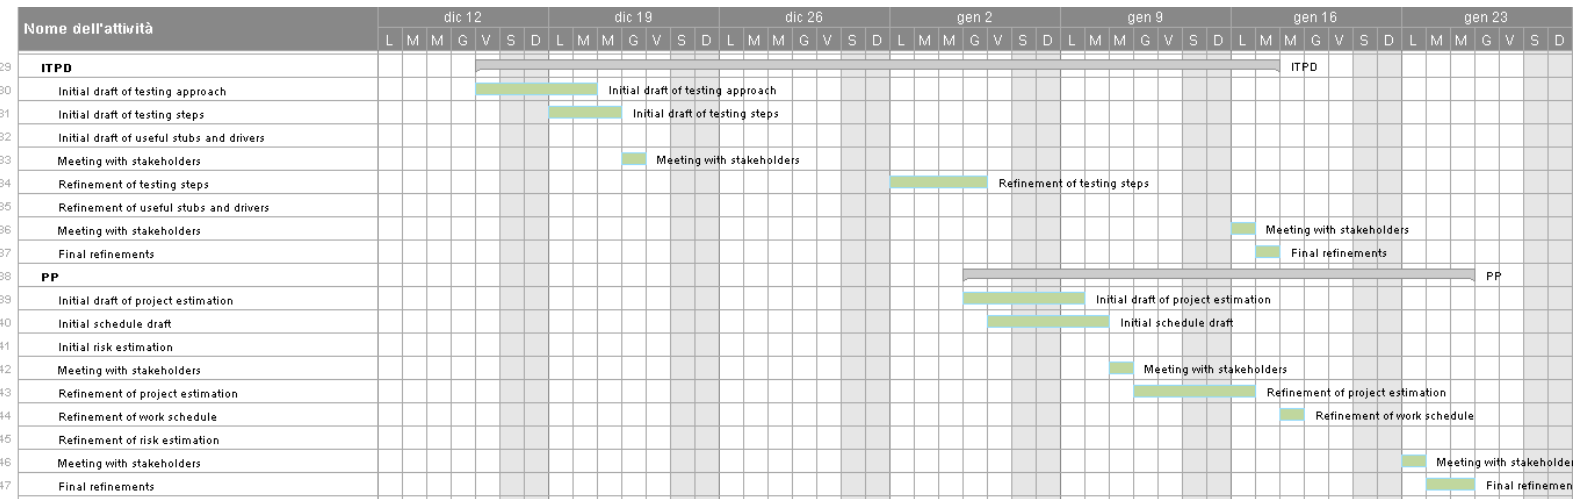 Nome dell'attività
dic 12 dic 19 dic 26 gen 2 gen 9 gen 16 gen 23
L M M G V S D L M M G V S D L M M G V S D L M M G V S D L M M G V S D L M M G V S D L M M G V S D
29 ITPD ITPD
30 Initial draft of testing approach Initial draft of testing approach
31 Initial draft of testing steps Initial draft of testing steps
32 Initial draft of useful stubs and drivers
33 Meeting with stakeholders Meeting with stakeholders
34 Refinement of testing steps Refinement of testing steps
35 Refinement of useful stubs and drivers
36 Meeting with stakeholders Meeting with stakeholders
37 Final refinements Final refinements
38 PP PP
39 Initial draft of project estimation Initial draft of project estimation
40 Initial schedule draft Initial schedule draft
41 Initial risk estimation
42 Meeting with stakeholders Meeting with stakeholders
43 Refinement of project estimation Refinement of project estimation
44 Refinement of work schedule Refinement of work schedule
45 Refinement of risk estimation
46 Meeting with stakeholders Meeting with stakeholder
47 Final refinements Final refinemen